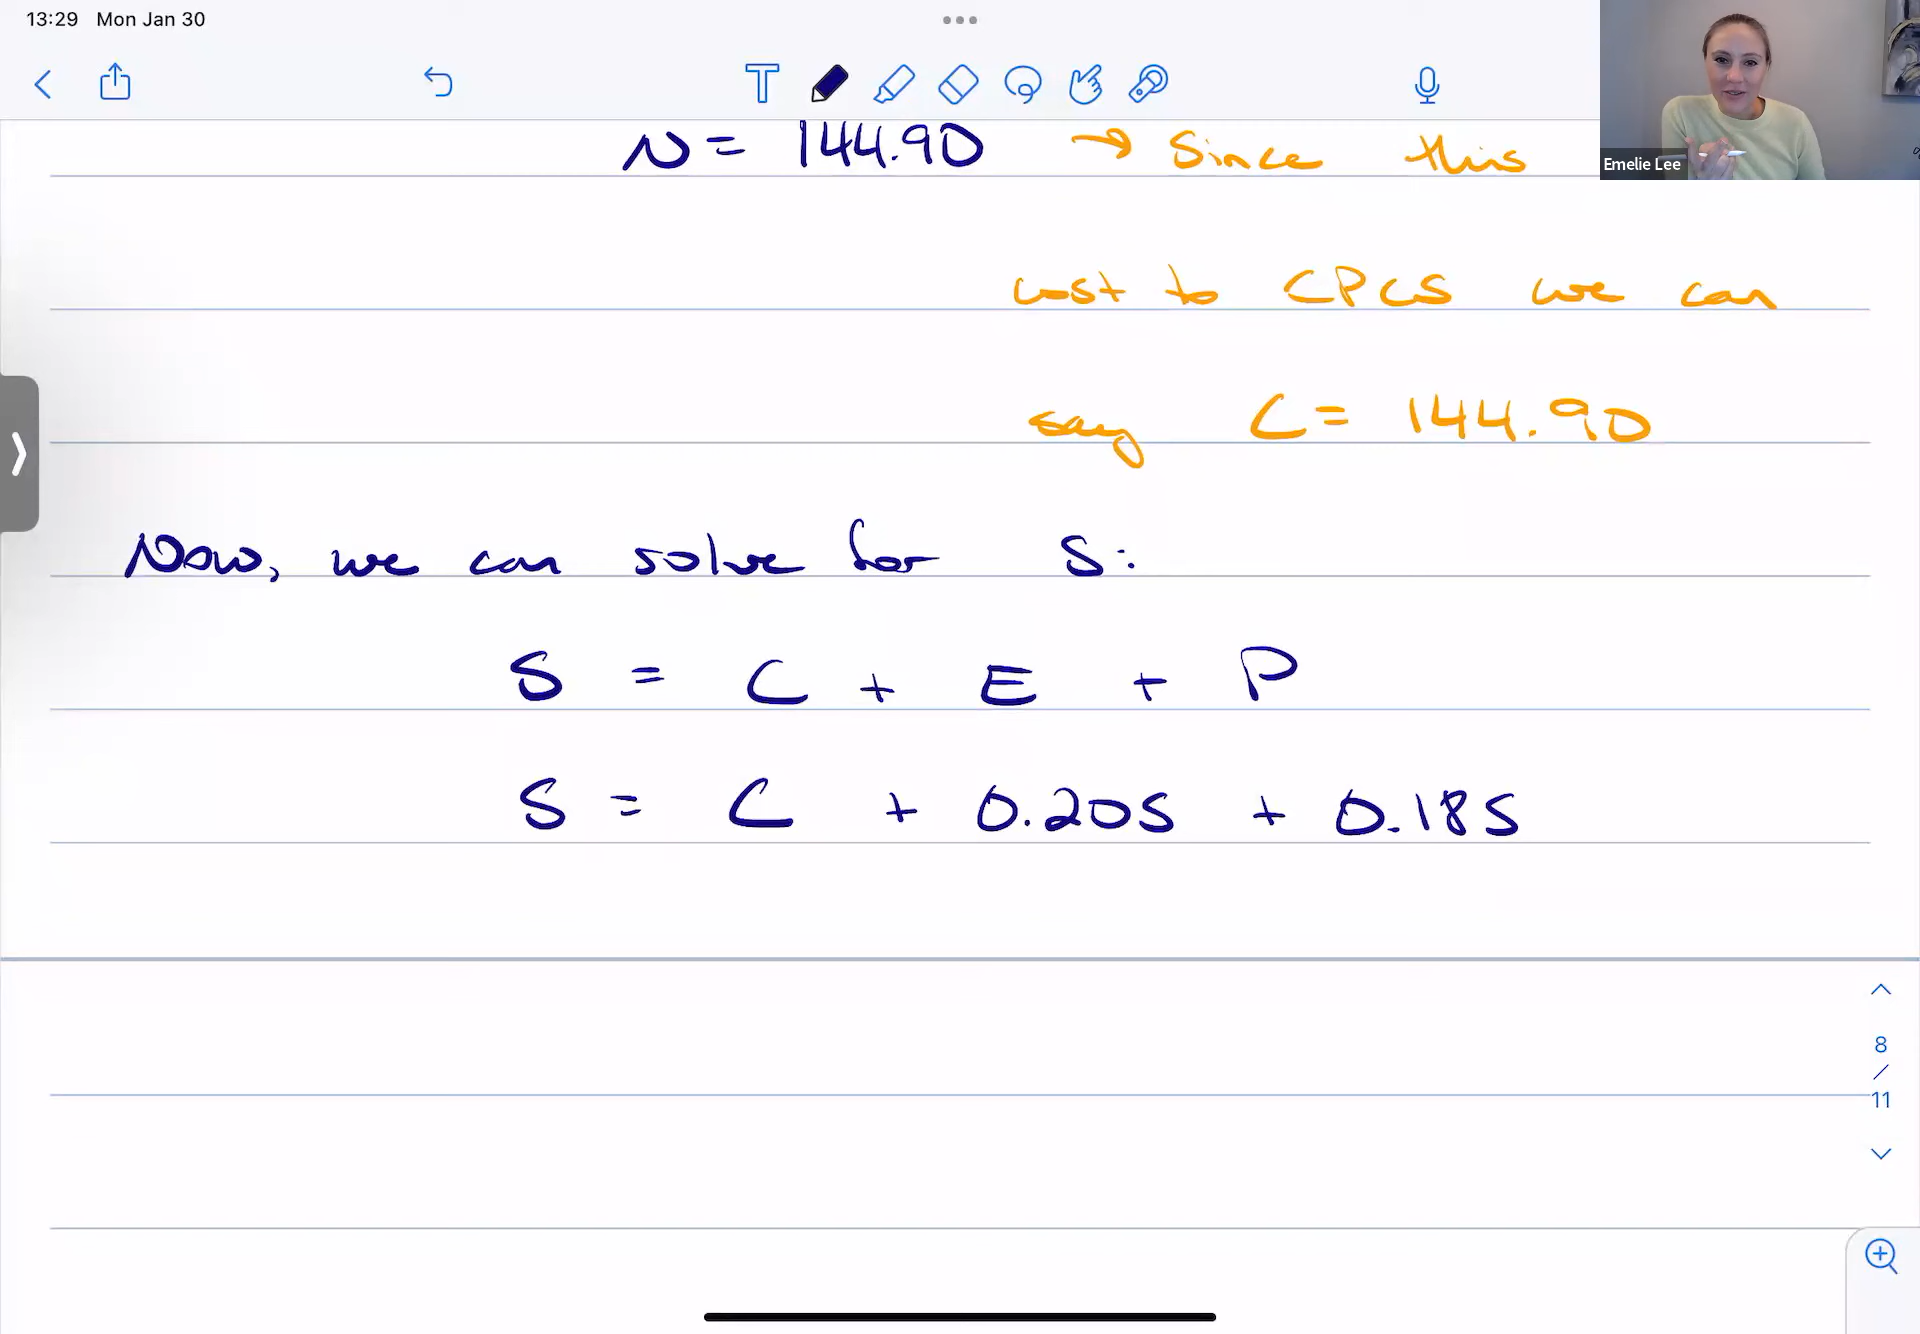 13:29 Mon Jan 30
N = 144.90 → Since this
Emelie Lee
cost to CPCS we can
say C = 144.90
Now, we can solve for S:
S = C + E + P
S = C + 0.20S + 0.18S
8
/
11